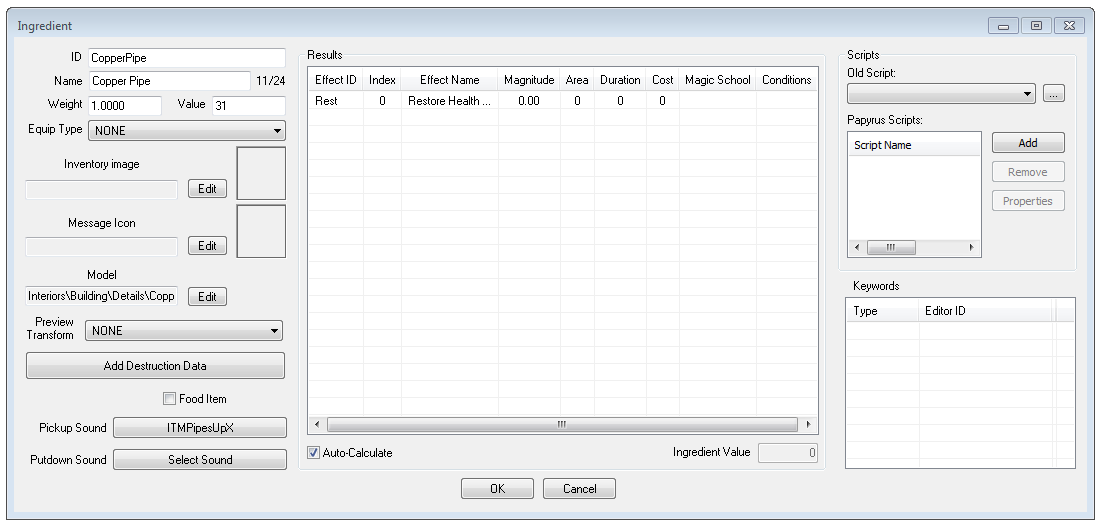 Ingredient
ID CopperPipe
Name Copper Pipe 11/24
Weight 1.0000 Value 31
Equip Type NONE
Inventory image
Edit
Message Icon
Edit
Model
Interiors\Building\Details\Copp Edit
Preview Transform NONE
Add Destruction Data
Food Item
Pickup Sound ITMPipesUpX
Putdown Sound Select Sound
Results
Effect ID Index Effect Name Magnitude Area Duration Cost Magic School Conditions
Rest 0 Restore Health ... 0.00 0 0 0
Auto-Calculate Ingredient Value 0
OK Cancel
Scripts
Old Script:
...
Papyrus Scripts:
Script Name
Add
Remove
Properties
Keywords
Type Editor ID